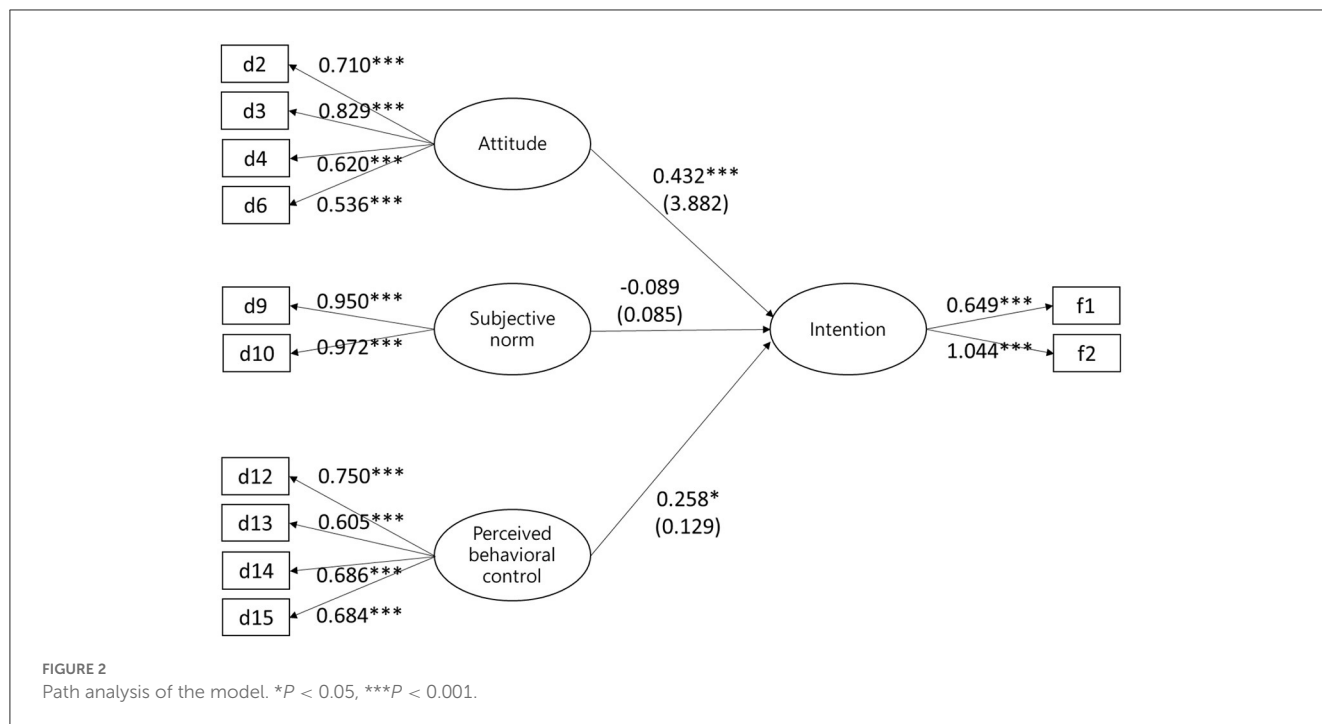 d2
0.710***
d3
0.829***
d4
0.620***
d6
0.536***
Attitude
0.432***
(3.882)
d9
0.950***
d10
0.972***
Subjective
norm
-0.089
(0.085)
Intention
0.649***
f1
1.044***
f2
d12
0.750***
d13
0.605***
d14
0.686***
d15
0.684***
Perceived
behavioral
control
0.258*
(0.129)
FIGURE 2
Path analysis of the model. *P < 0.05, ***P < 0.001.